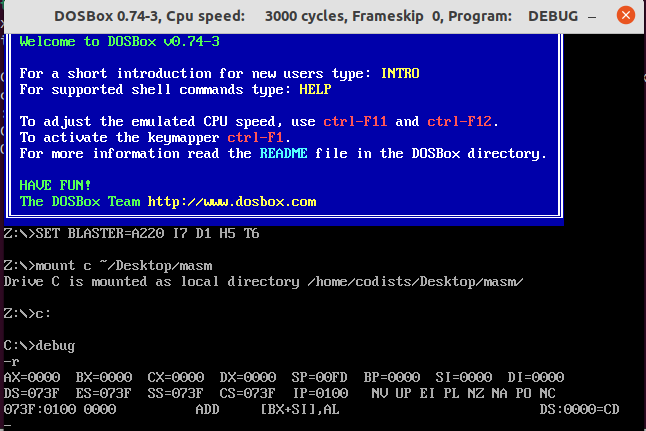 DOSBox 0.74-3, Cpu speed: 3000 cycles, Frameskip 0, Program: DEBUG
Welcome to DOSBox v0.74-3
For a short introduction for new users type: INTRO
For supported shell commands type: HELP
To adjust the emulated CPU speed, use ctrl-F11 and ctrl-F12.
To activate the keymapper ctrl-F1.
For more information read the README file in the DOSBox directory.
HAVE FUN!
The DOSBox Team http://www.dosbox.com
Z:\>SET BLASTER=A220 I7 D1 H5 T6
Z:\>mount c ~/Desktop/masm
Drive C is mounted as local directory /home/codists/Desktop/masm/
Z:\>c:
C:\>debug
-r
AX=0000 BX=0000 CX=0000 DX=0000 SP=00FD BP=0000 SI=0000 DI=0000
DS=073F ES=073F SS=073F CS=073F IP=0100 NV UP EI PL NZ NA PO NC
073F:0100 0000 ADD [BX+SI],AL DS:0000=CD
-